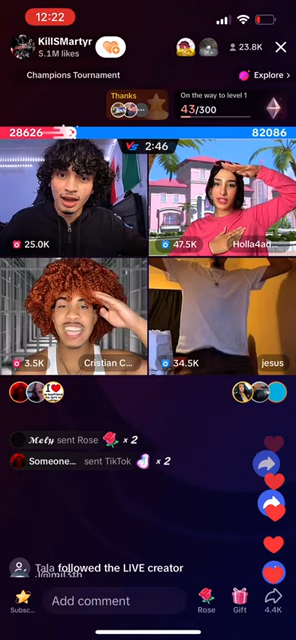 12:22
KillSMartyr
5.1M likes
23.8K
Champions Tournament
Explore >
Thanks
On the way to level 1
43/300
28626
VS 2:46
82086
25.0K
47.5K
Holla4ad...
3.5K
Cristian C...
34.5K
jesus
I
Mely sent Rose × 2
Someone... sent TikTok × 2
Tala followed the LIVE creator
Subsc...
Add comment
Rose
Gift
4.4K